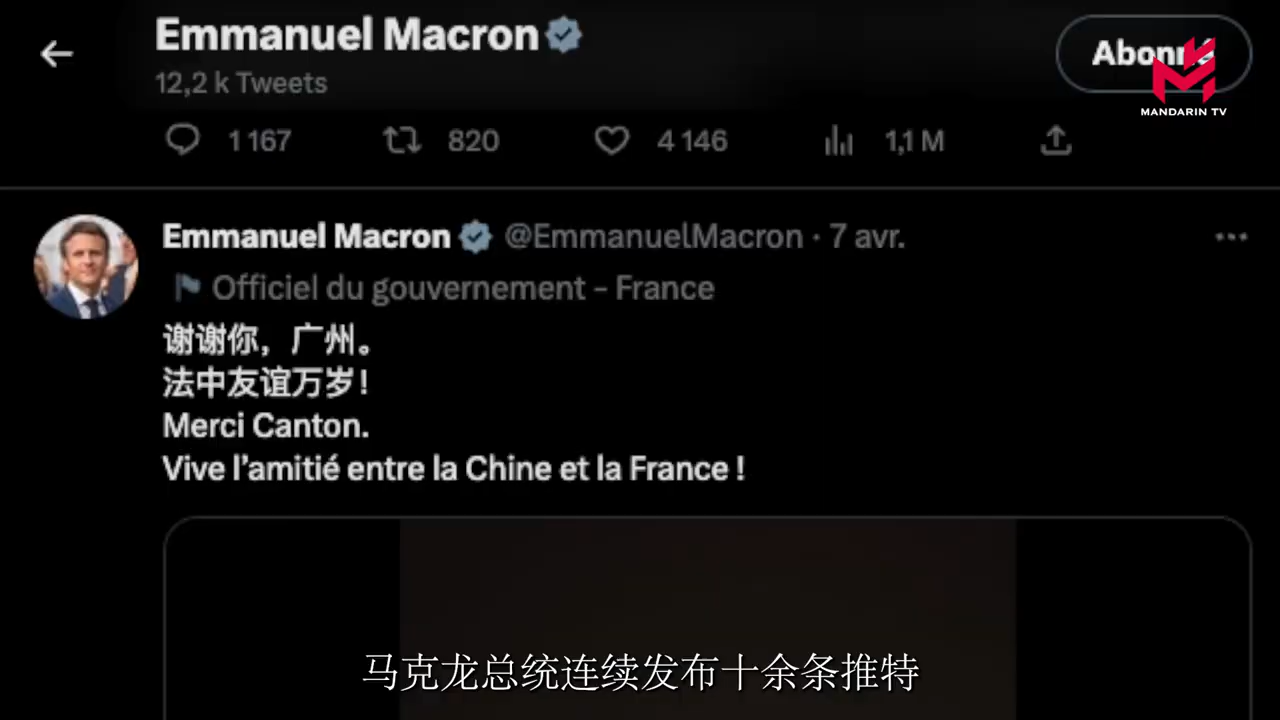 Emmanuel Macron
12,2 k Tweets
Abonné
MANDARIN TV
1 167 820 4 146 1,1 M
Emmanuel Macron @EmmanuelMacron · 7 avr.
Officiel du gouvernement - France
谢谢你，广州。
法中友谊万岁！
Merci Canton.
Vive l’amitié entre la Chine et la France !
马克龙总统连续发布十余条推特